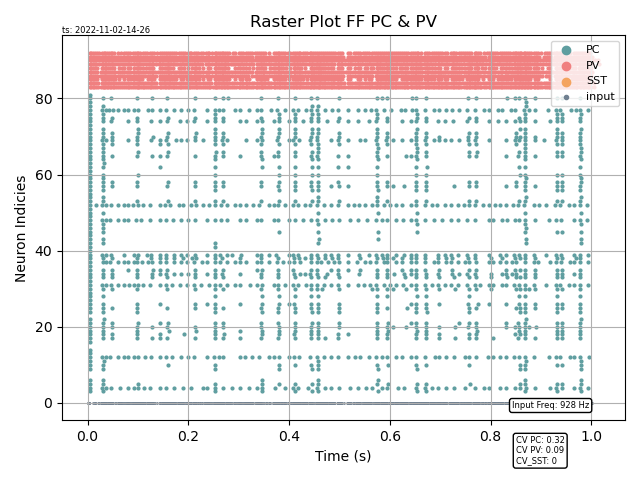 Raster Plot FF PC & PV
ts: 2022-11-02-14-26
PC
PV
SST
input
80
60
40
20
0
Neuron Indicies
Input Freq: 928 Hz
0.0 0.2 0.4 0.6 0.8 1.0
Time (s)
CV PC: 0.32
CV PV: 0.09
CV_SST: 0